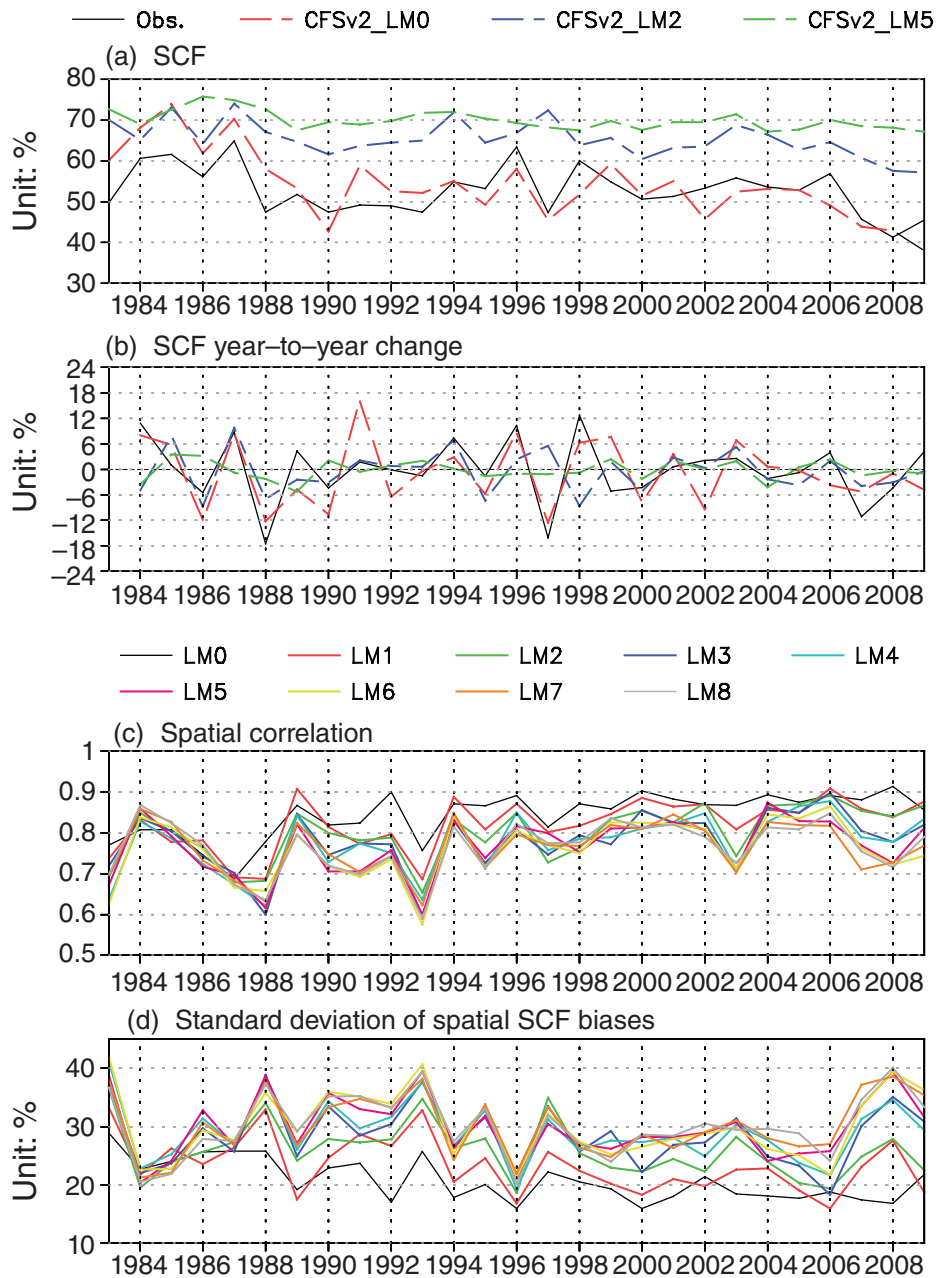 Obs. CFSv2_LM0 CFSv2_LM2 CFSv2_LM5
(a) SCF
Unit: %
80
70
60
50
40
30
1984 1986 1988 1990 1992 1994 1996 1998 2000 2002 2004 2006 2008
(b) SCF year–to–year change
Unit: %
24
18
12
6
0
−6
−12
−18
−24
1984 1986 1988 1990 1992 1994 1996 1998 2000 2002 2004 2006 2008
LM0 LM1 LM2 LM3 LM4
LM5 LM6 LM7 LM8
(c) Spatial correlation
1
0.9
0.8
0.7
0.6
0.5
1984 1986 1988 1990 1992 1994 1996 1998 2000 2002 2004 2006 2008
(d) Standard deviation of spatial SCF biases
Unit: %
40
30
20
10
1984 1986 1988 1990 1992 1994 1996 1998 2000 2002 2004 2006 2008